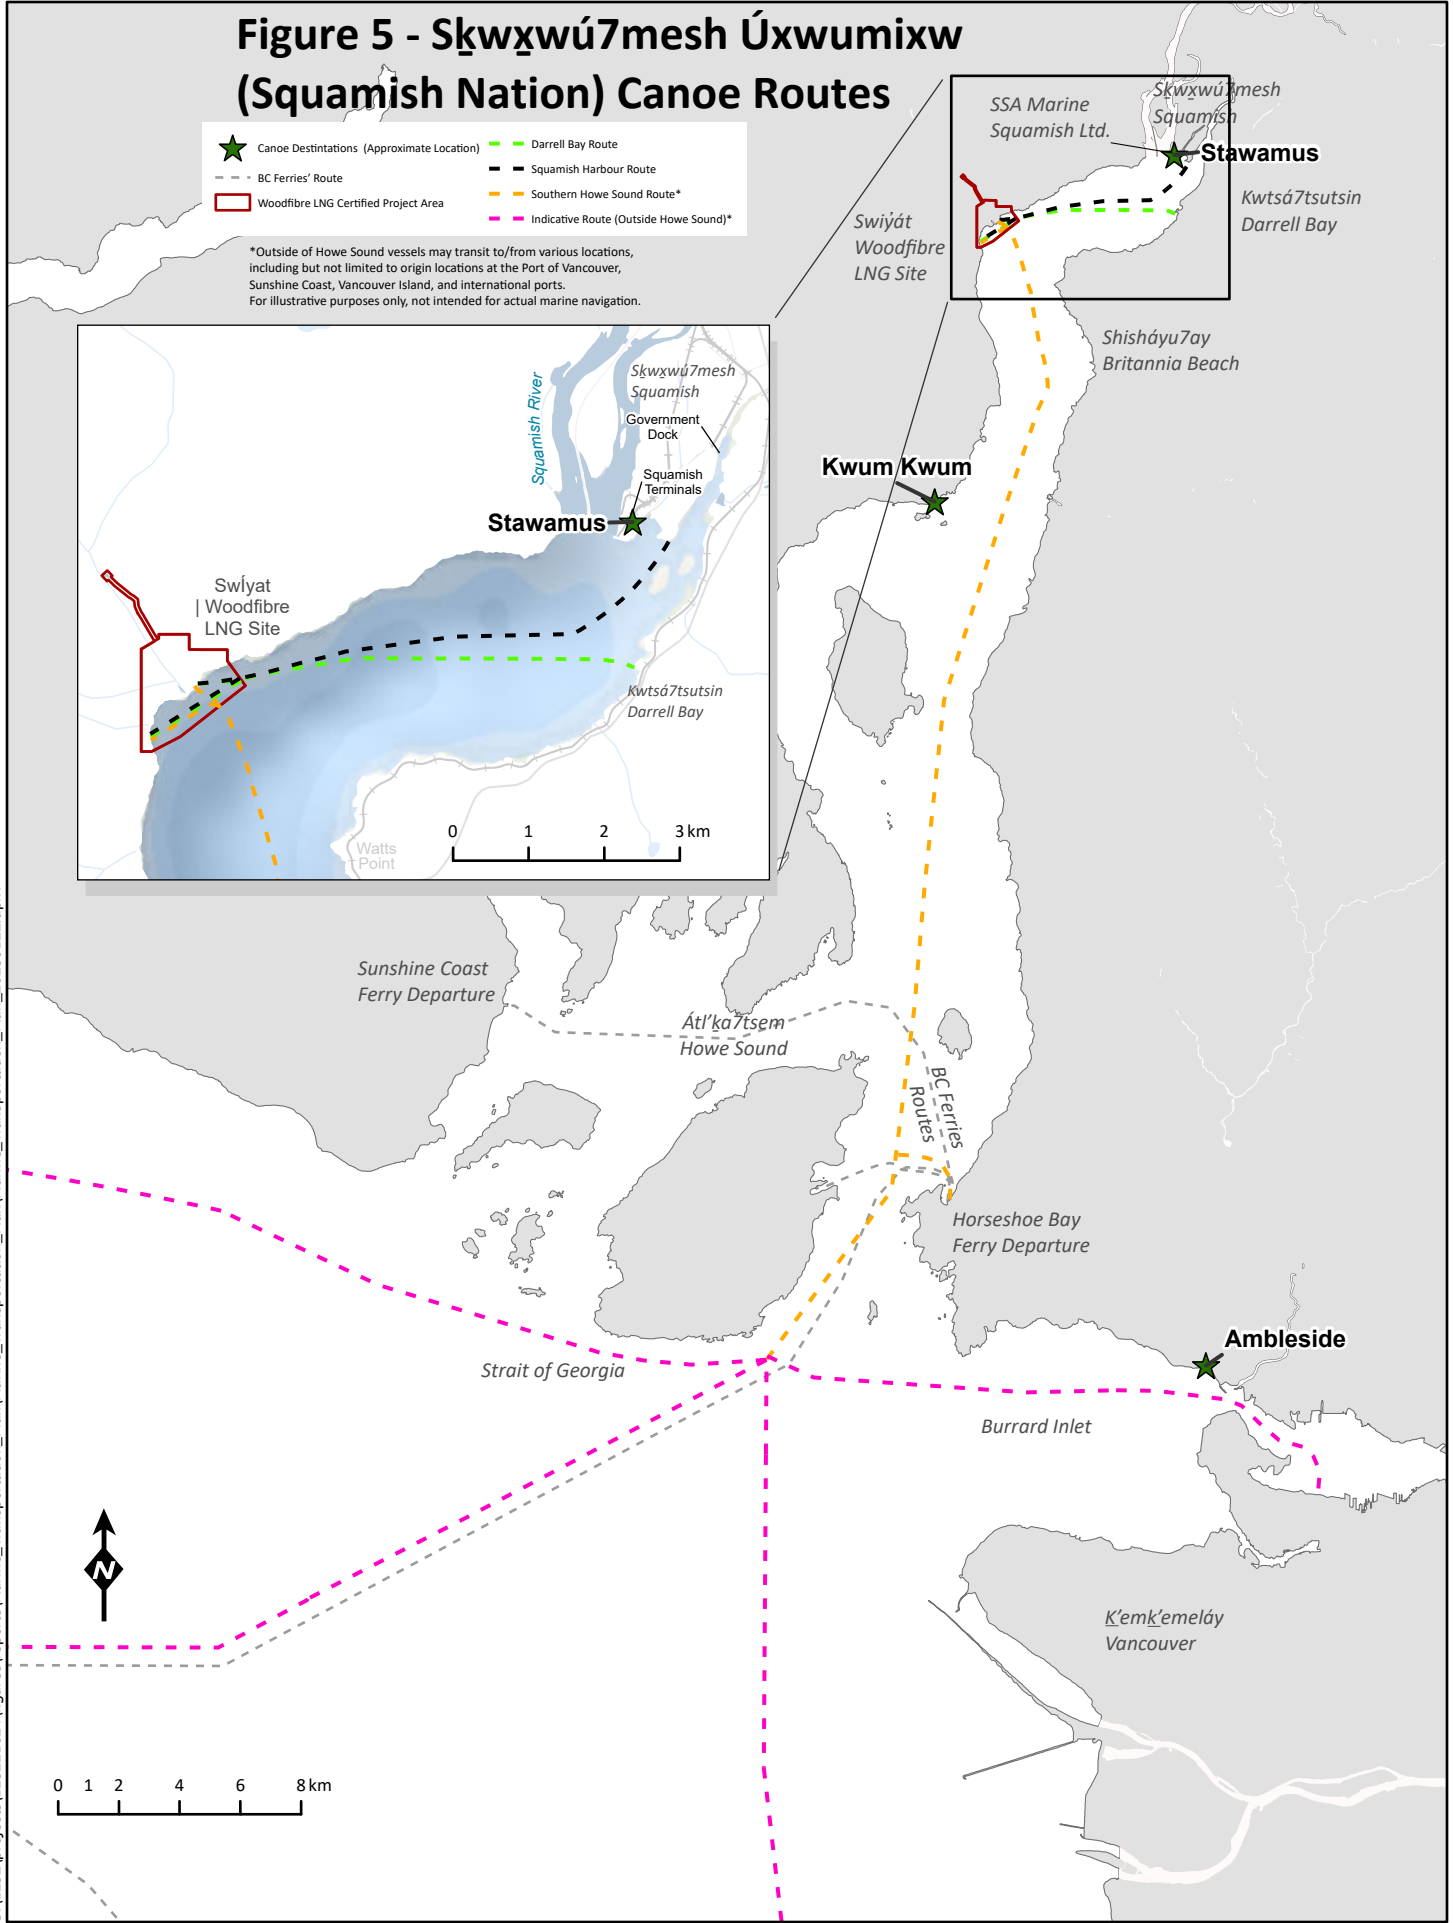 Figure 5 - Sḵwx̱wú7mesh Úxwumixw
(Squamish Nation) Canoe Routes
Canoe Destintations (Approximate Location)
BC Ferries' Route
Woodfibre LNG Certified Project Area
Darrell Bay Route
Squamish Harbour Route
Southern Howe Sound Route*
Indicative Route (Outside Howe Sound)*
*Outside of Howe Sound vessels may transit to/from various locations,
including but not limited to origin locations at the Port of Vancouver,
Sunshine Coast, Vancouver Island, and international ports.
For illustrative purposes only, not intended for actual marine navigation.
SSA Marine
Squamish Ltd.
Sḵwx̱wú7mesh
Squamish
Stawamus
Kwtsá7tsutsin
Darrell Bay
Swiy̓át
Woodfibre
LNG Site
Shisháyu7ay
Britannia Beach
Kwum Kwum
Squamish River
Sḵwx̱wú7mesh
Squamish
Government
Dock
Squamish
Terminals
Stawamus
SwÍyat
| Woodfibre
LNG Site
Kwtsá7tsutsin
Darrell Bay
Watts
Point
0 1 2 3 km
Sunshine Coast
Ferry Departure
Átl'ḵa7tsem
Howe Sound
BC Ferries
Routes
Horseshoe Bay
Ferry Departure
Ambleside
Strait of Georgia
Burrard Inlet
N
Ḵ'emḵ'emeláy
Vancouver
0 1 2 4 6 8 km